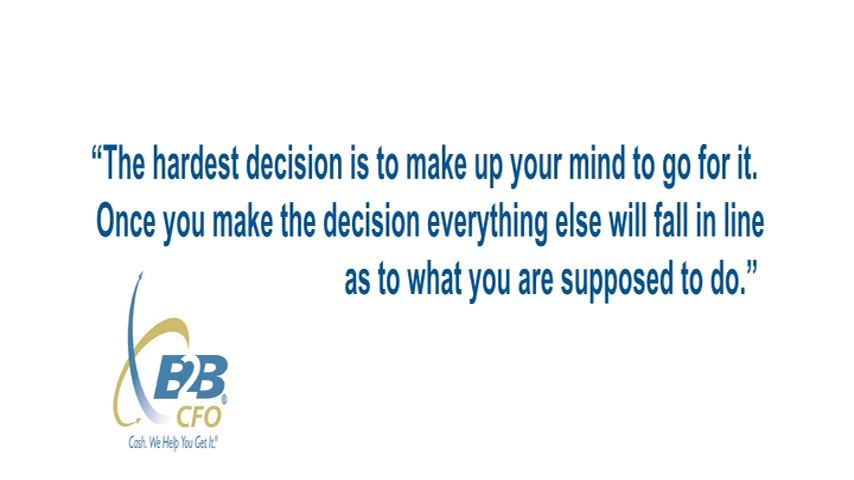 “The hardest decision is to make up your mind to go for it.
Once you make the decision everything else will fall in line
as to what you are supposed to do.”
B2B®
CFO
Cash. We Help You Get It.®